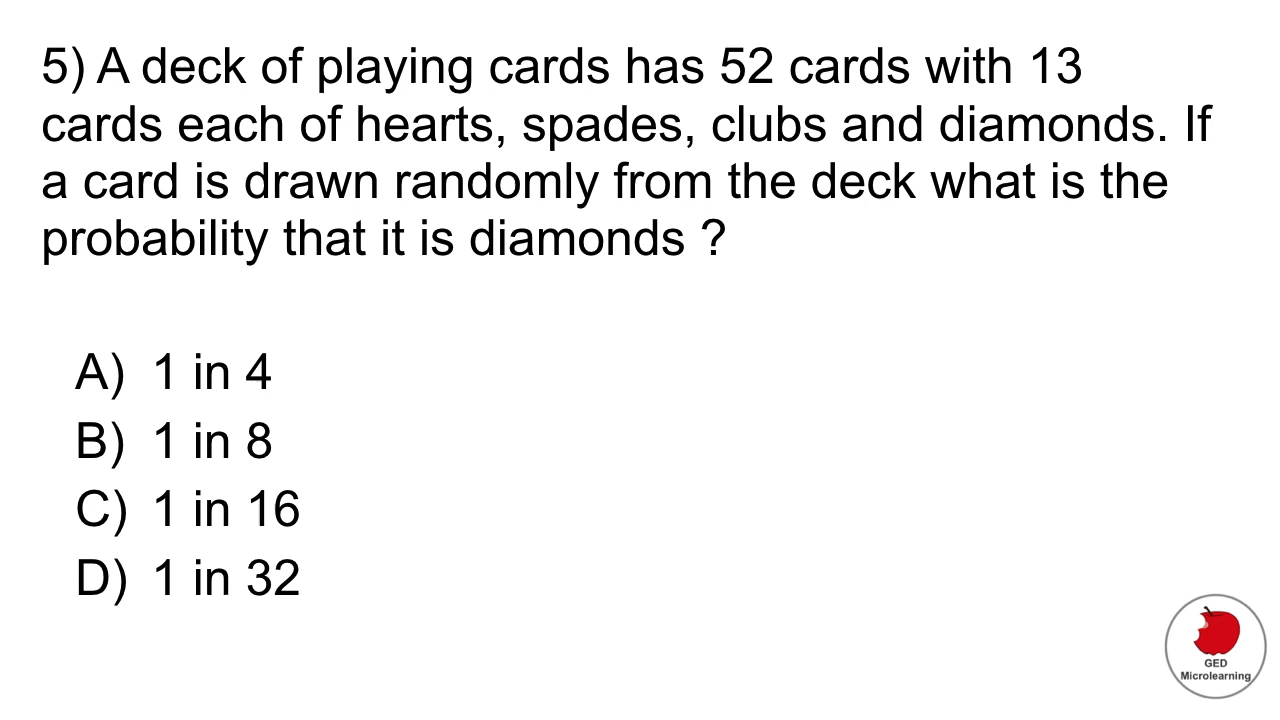 5) A deck of playing cards has 52 cards with 13
cards each of hearts, spades, clubs and diamonds. If
a card is drawn randomly from the deck what is the
probability that it is diamonds ?
A) 1 in 4
B) 1 in 8
C) 1 in 16
D) 1 in 32
GED
Microlearning